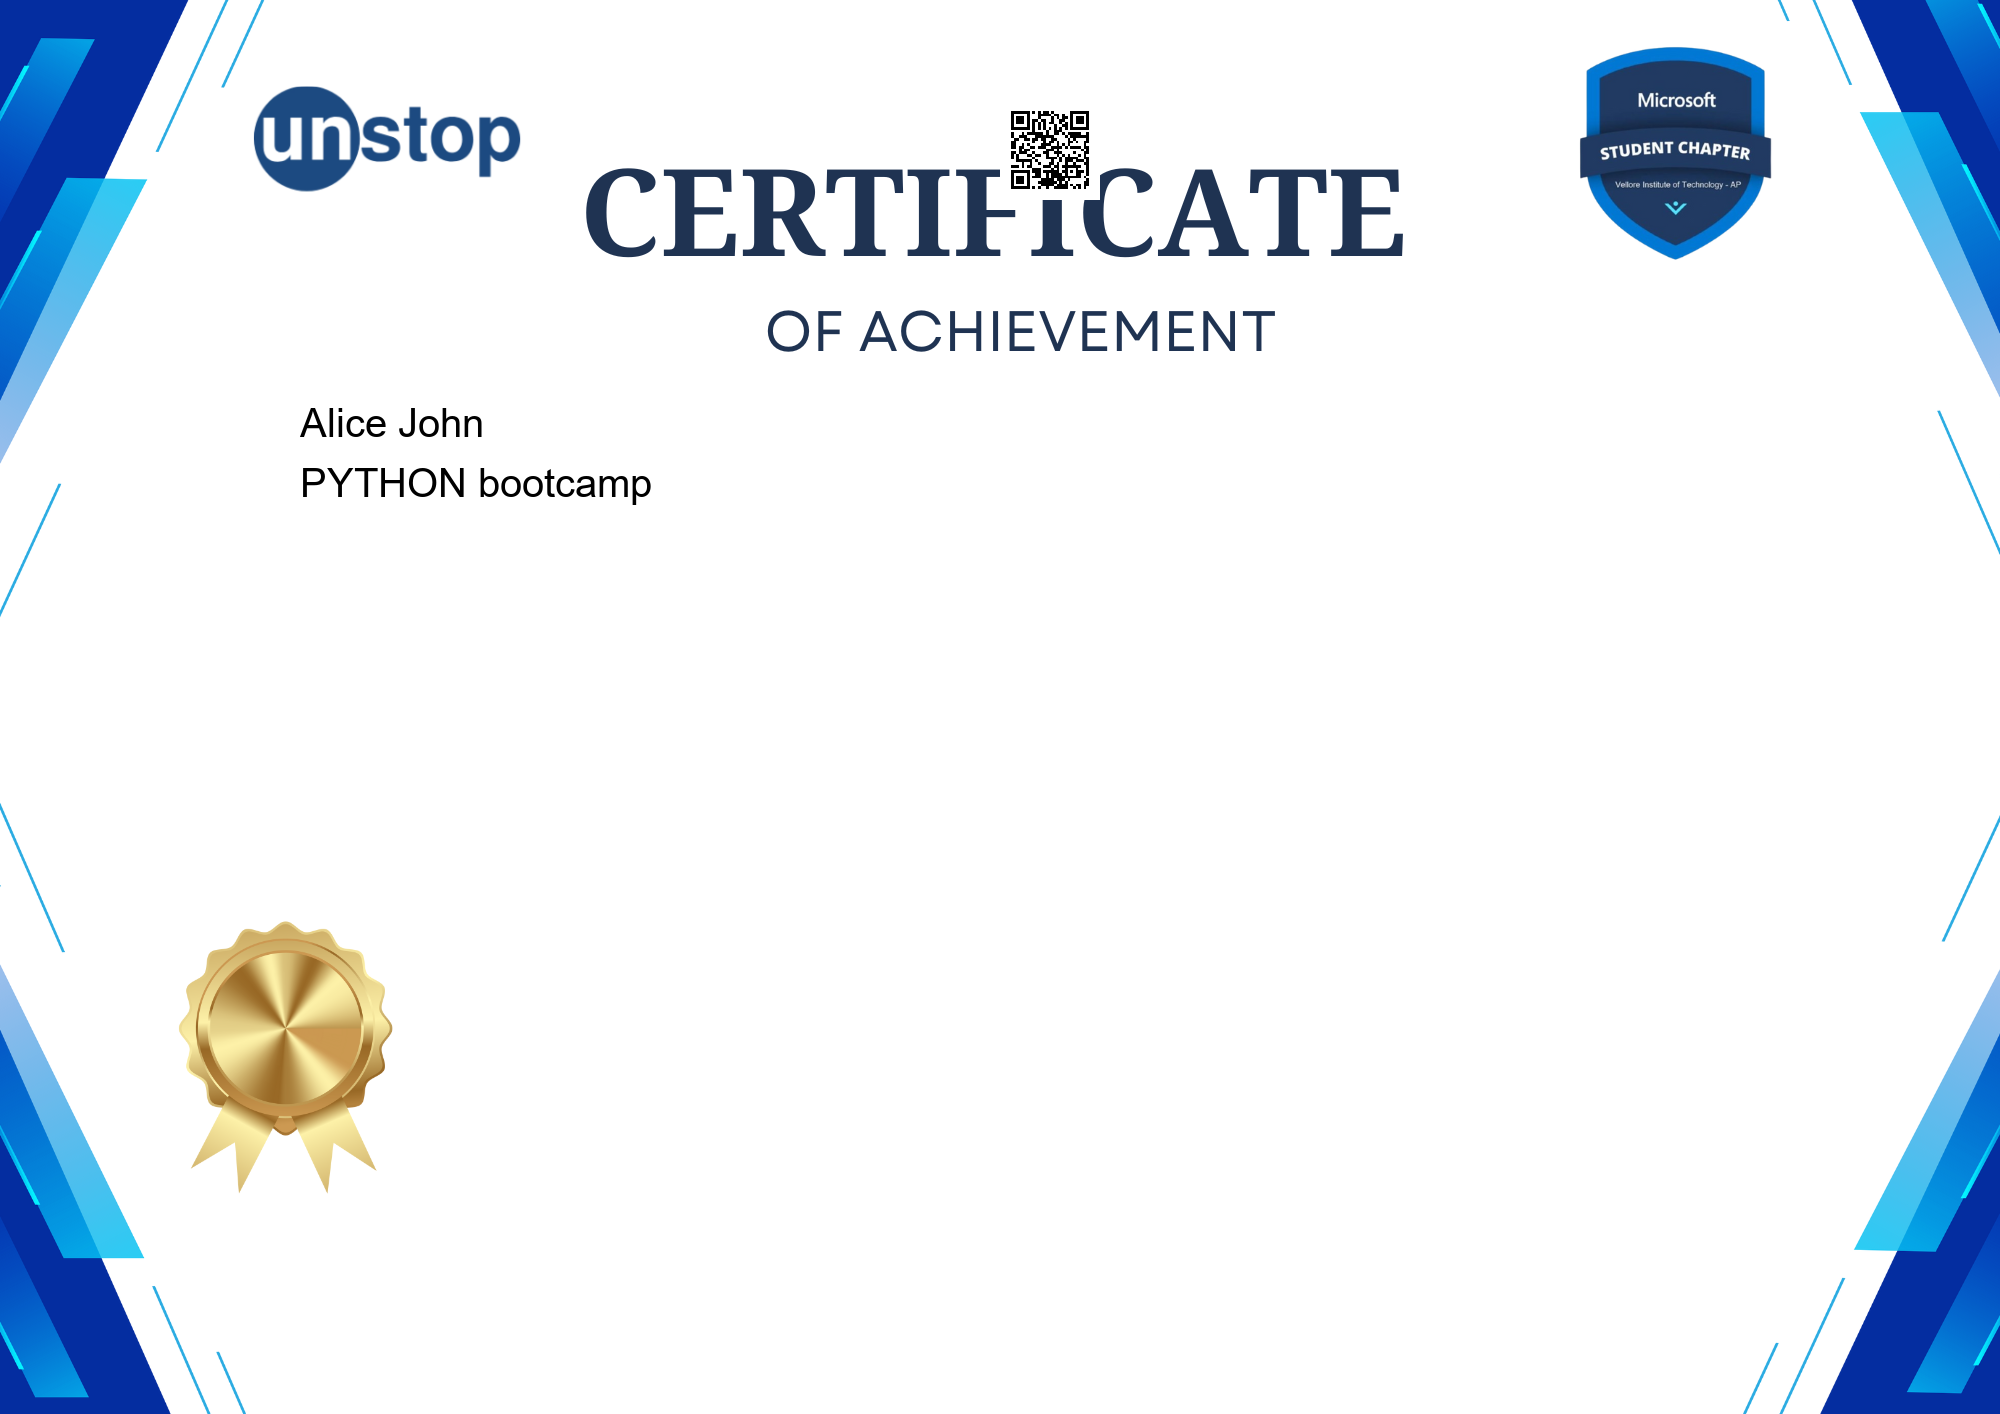 unstop
Microsoft
STUDENT CHAPTER
Vellore Institute of Technology - AP
CERTIFICATE
OF ACHIEVEMENT
Alice John
PYTHON bootcamp